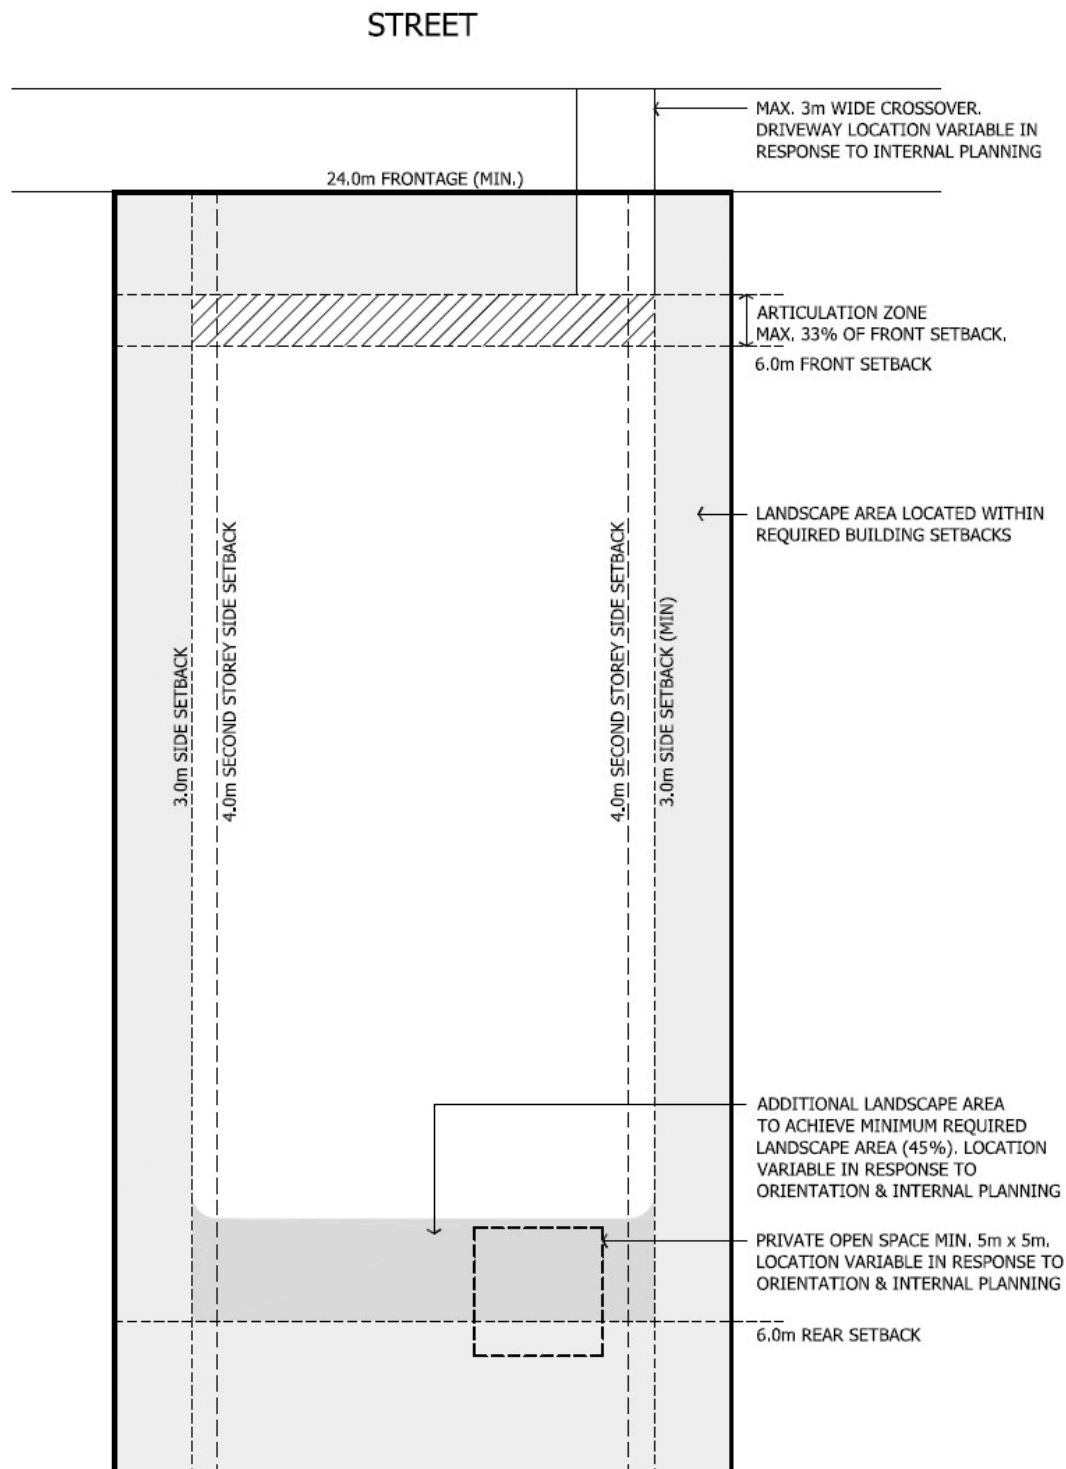 STREET
MAX. 3m WIDE CROSSOVER.
DRIVEWAY LOCATION VARIABLE IN
RESPONSE TO INTERNAL PLANNING
24.0m FRONTAGE (MIN.)
ARTICULATION ZONE
MAX. 33% OF FRONT SETBACK.
6.0m FRONT SETBACK
LANDSCAPE AREA LOCATED WITHIN
REQUIRED BUILDING SETBACKS
3.0m SIDE SETBACK
4.0m SECOND STOREY SIDE SETBACK
4.0m SECOND STOREY SIDE SETBACK
3.0m SIDE SETBACK (MIN)
ADDITIONAL LANDSCAPE AREA
TO ACHIEVE MINIMUM REQUIRED
LANDSCAPE AREA (45%). LOCATION
VARIABLE IN RESPONSE TO
ORIENTATION & INTERNAL PLANNING
PRIVATE OPEN SPACE MIN. 5m x 5m.
LOCATION VARIABLE IN RESPONSE TO
ORIENTATION & INTERNAL PLANNING
6.0m REAR SETBACK